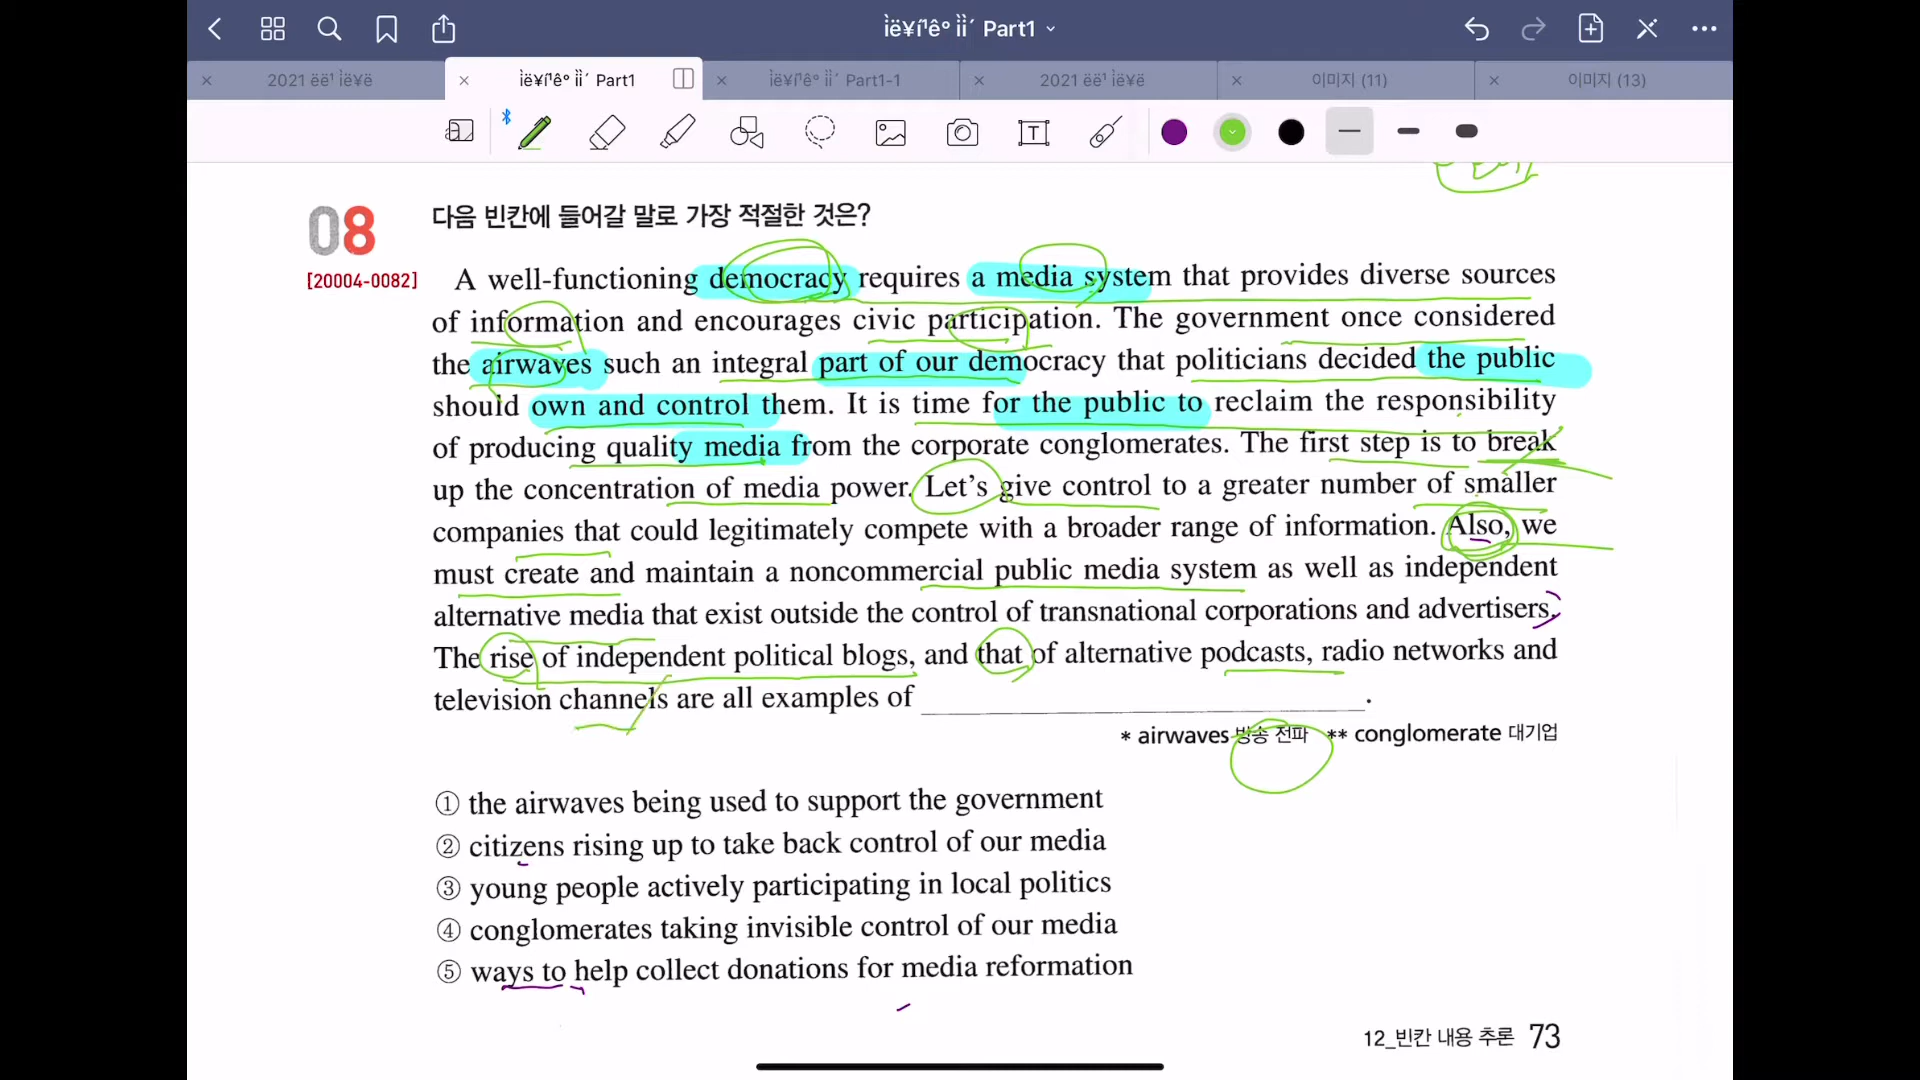 ìë¥í'ê° ìì´ Part1
2021 ëë¹ ìë¥ë
ìë¥í'ê° ìì´ Part1
ìë¥í'ê° ìì´ Part1-1
2021 ëë¹ ìë¥ë
이미지 (11)
이미지 (13)
08
다음 빈칸에 들어갈 말로 가장 적절한 것은?
[20004-0082]
A well-functioning democracy requires a media system that provides diverse sources
of information and encourages civic participation. The government once considered
the airwaves such an integral part of our democracy that politicians decided the public
should own and control them. It is time for the public to reclaim the responsibility
of producing quality media from the corporate conglomerates. The first step is to break
up the concentration of media power. Let's give control to a greater number of smaller
companies that could legitimately compete with a broader range of information. Also, we
must create and maintain a noncommercial public media system as well as independent
alternative media that exist outside the control of transnational corporations and advertisers.
The rise of independent political blogs, and that of alternative podcasts, radio networks and
television channels are all examples of ____________.
* airwaves 방송 전파 ** conglomerate 대기업
① the airwaves being used to support the government
② citizens rising up to take back control of our media
③ young people actively participating in local politics
④ conglomerates taking invisible control of our media
⑤ ways to help collect donations for media reformation
12_빈칸 내용 추론 73